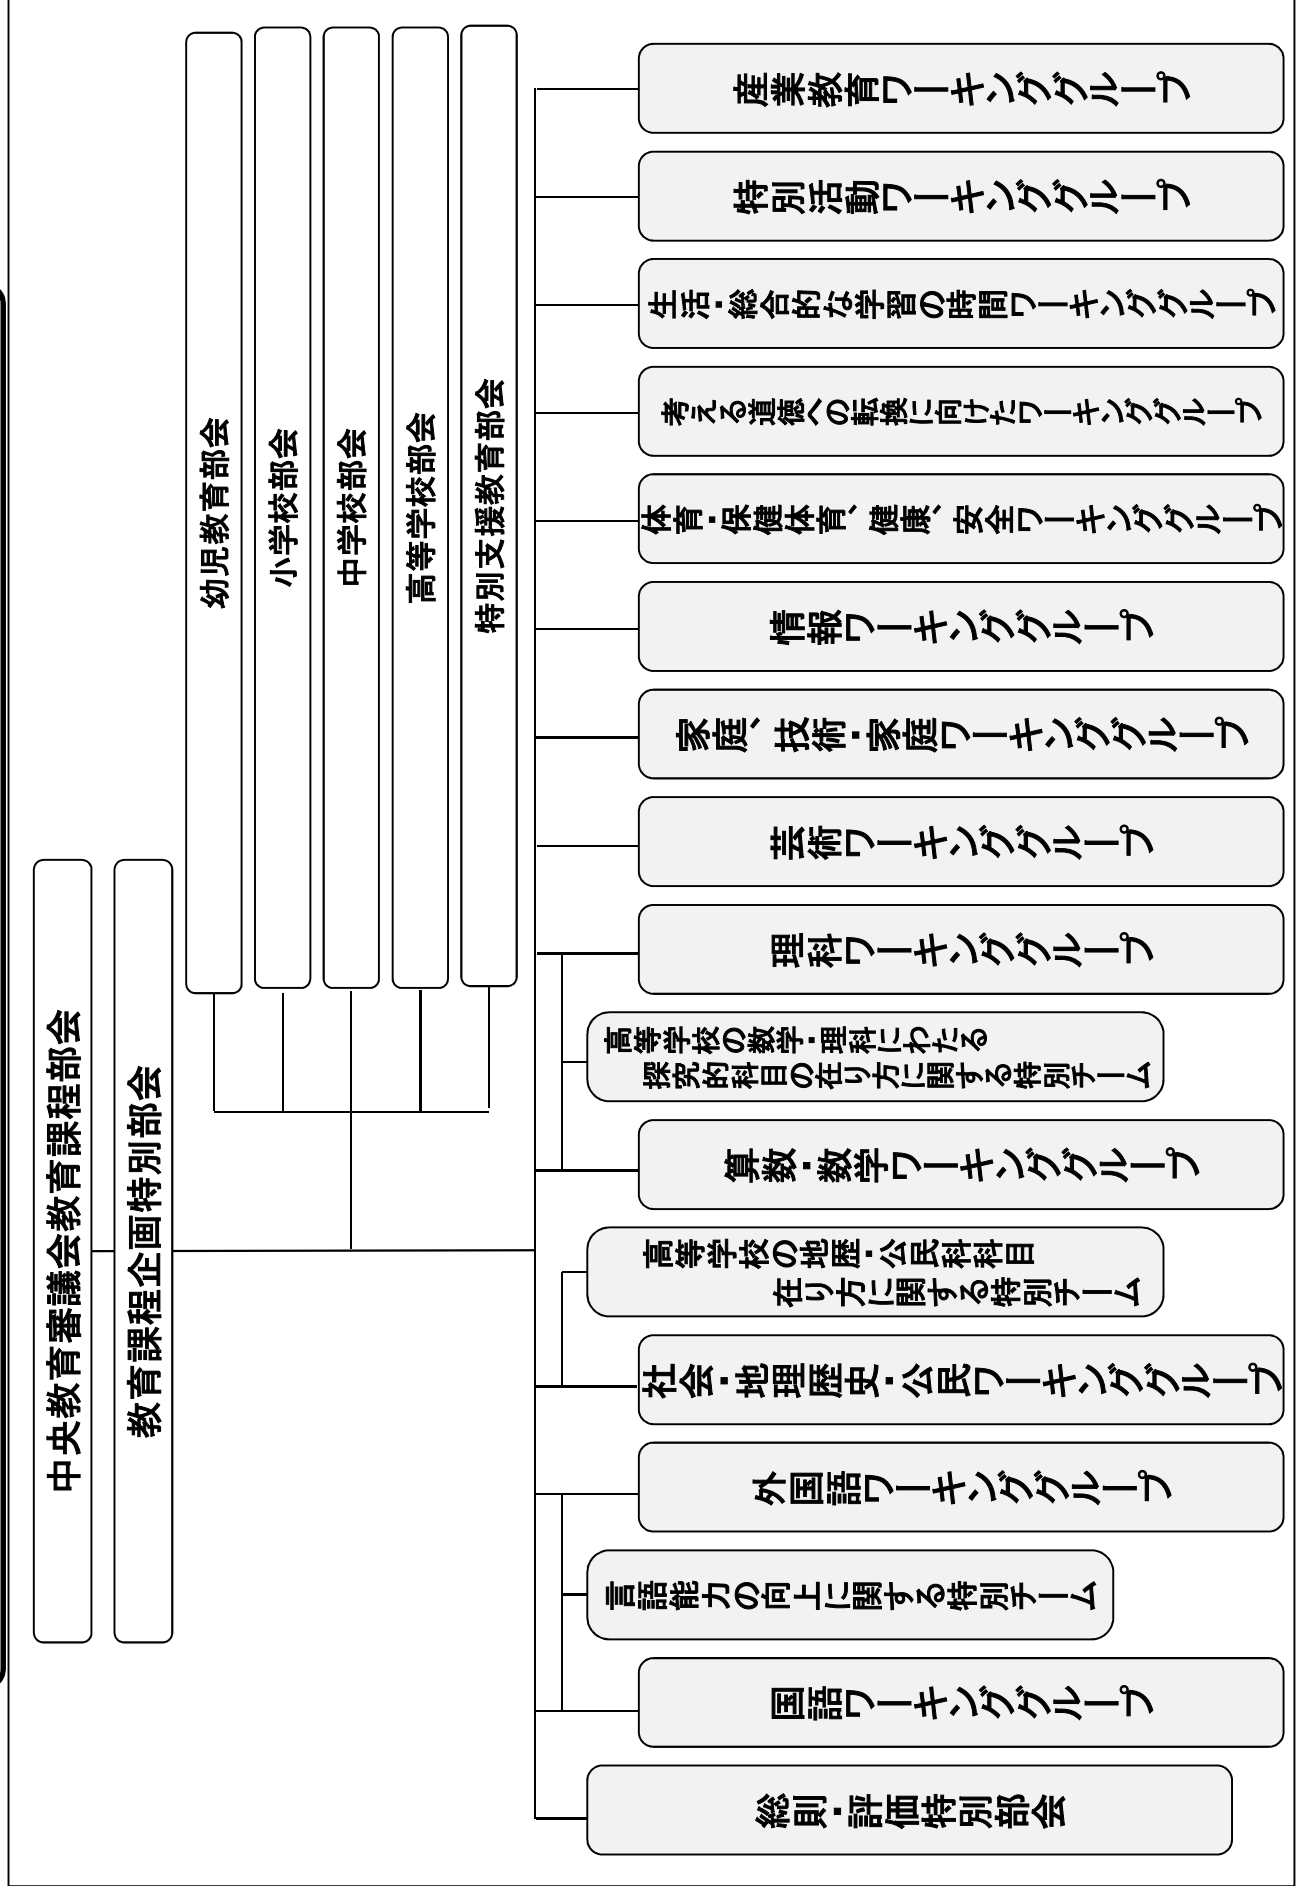 中央教育審議会教育課程部会
教育課程企画特別部会
幼児教育部会
小学校部会
中学校部会
高等学校部会
特別支援教育部会
産業教育ワーキンググループ
特別活動ワーキンググループ
生活・総合的な学習の時間ワーキンググループ
考える道徳への転換に向けたワーキンググループ
体育・保健体育、健康、安全ワーキンググループ
情報ワーキンググループ
家庭、技術・家庭ワーキンググループ
芸術ワーキンググループ
理科ワーキンググループ
高等学校の数学・理科にわたる
探究的科目の在り方に関する特別チーム
算数・数学ワーキンググループ
高等学校の地歴・公民科科目
在り方に関する特別チーム
社会・地理歴史・公民ワーキンググループ
外国語ワーキンググループ
言語能力の向上に関する特別チーム
国語ワーキンググループ
総則・評価特別部会